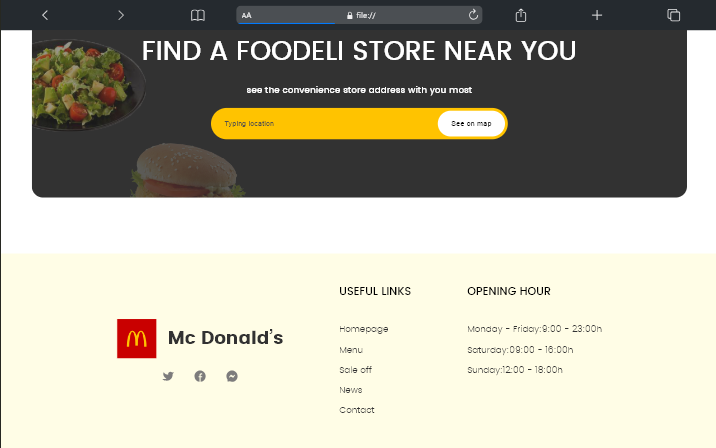 AA
file://
FIND A FOODELI STORE NEAR YOU
see the convenience store address with you most
Typing location
See on map
USEFUL LINKS
OPENING HOUR
Mc Donald's
Homepage
Menu
Sale off
News
Contact
Monday - Friday:9:00 - 23:00h
Saturday:09:00 - 16:00h
Sunday:12:00 - 18:00h